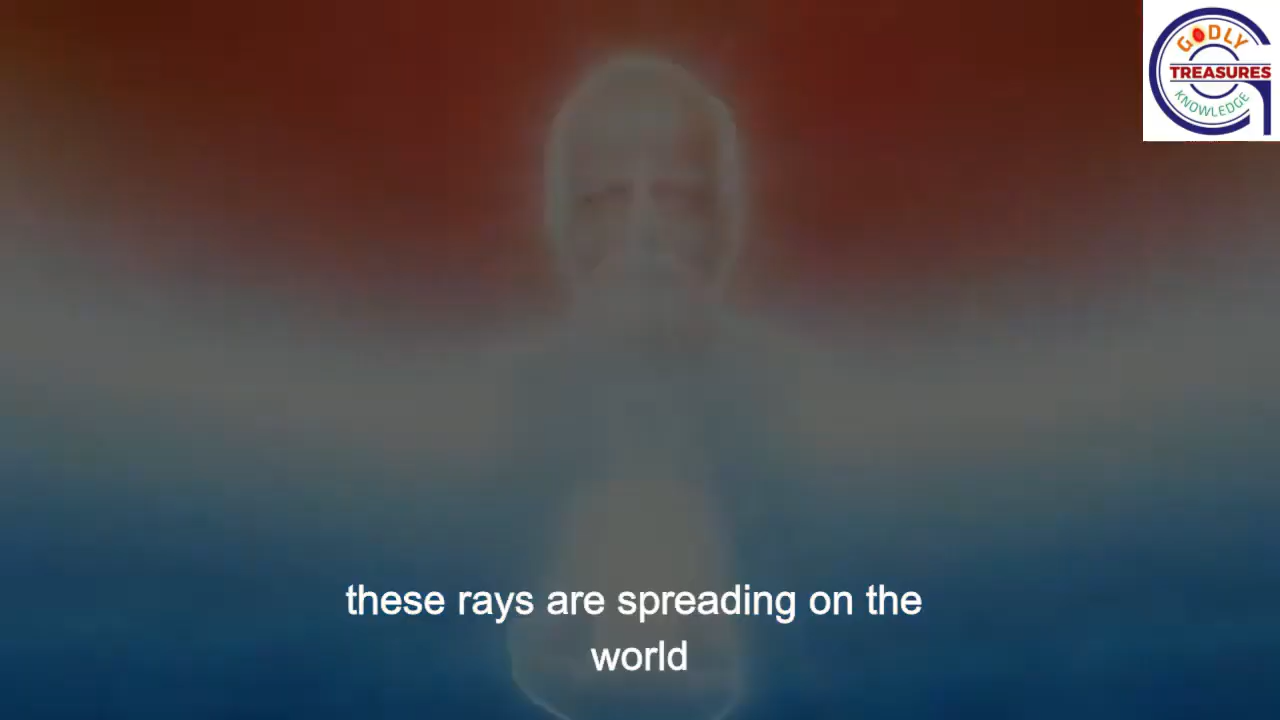 GODLY
TREASURES
KNOWLEDGE
these rays are spreading on the
world